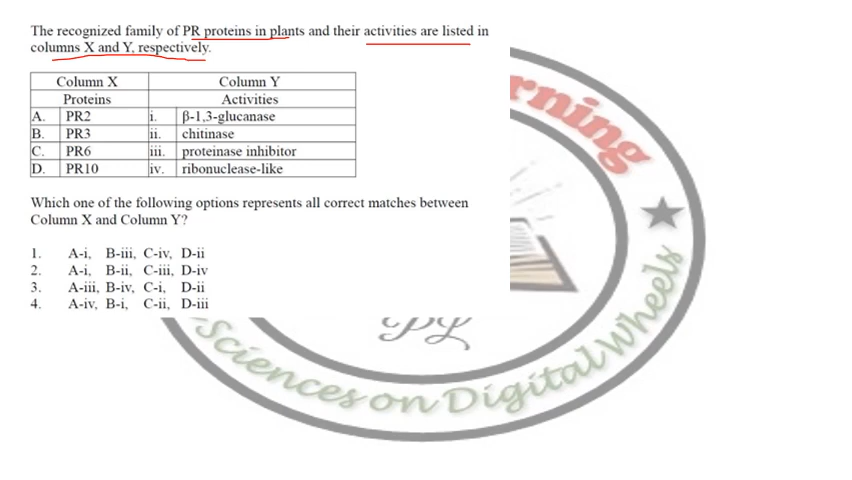 The recognized family of PR proteins in plants and their activities are listed in
columns X and Y, respectively.
Column X Column Y
Proteins Activities
A. PR2 i. β-1,3-glucanase
B. PR3 ii. chitinase
C. PR6 iii. proteinase inhibitor
D. PR10 iv. ribonuclease-like
Which one of the following options represents all correct matches between
Column X and Column Y?
1. A-i, B-iii, C-iv, D-ii
2. A-i, B-ii, C-iii, D-iv
3. A-iii, B-iv, C-i, D-ii
4. A-iv, B-i, C-ii, D-iii
rning
Sciences on Digital Wheels